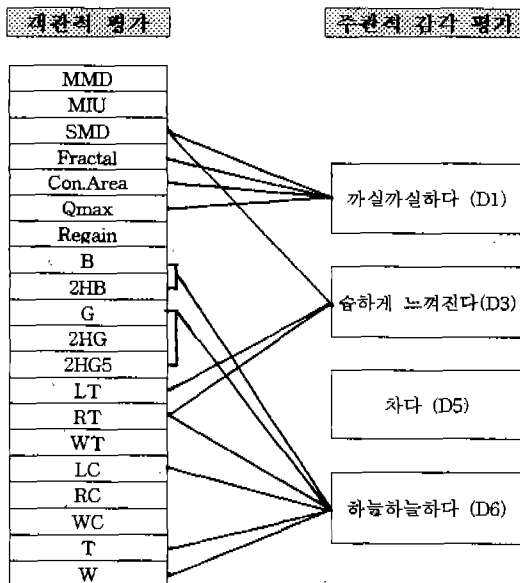 객관적 평가
주관적 감각 평가
MMD
MIU
SMD
Fractal
Con.Area
Qmax
Regain
B
2HB
G
2HG
2HG5
LT
RT
WT
LC
RC
WC
T
W
까실까실하다 (D1)
습하게 느껴진다(D3)
차다 (D5)
하늘하늘하다 (D6)